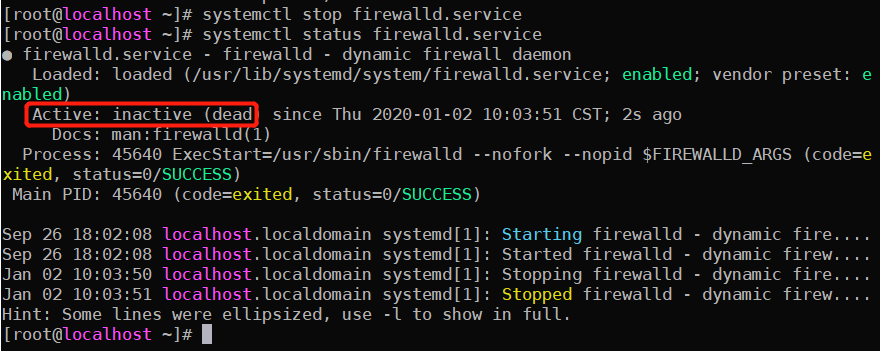 [root@localhost ~]# systemctl stop firewalld.service
[root@localhost ~]# systemctl status firewalld.service
● firewalld.service - firewalld - dynamic firewall daemon
   Loaded: loaded (/usr/lib/systemd/system/firewalld.service; enabled; vendor preset: e
nabled)
   Active: inactive (dead) since Thu 2020-01-02 10:03:51 CST; 2s ago
     Docs: man:firewalld(1)
  Process: 45640 ExecStart=/usr/sbin/firewalld --nofork --nopid $FIREWALLD_ARGS (code=e
xited, status=0/SUCCESS)
 Main PID: 45640 (code=exited, status=0/SUCCESS)

Sep 26 18:02:08 localhost.localdomain systemd[1]: Starting firewalld - dynamic fire....
Sep 26 18:02:08 localhost.localdomain systemd[1]: Started firewalld - dynamic firew....
Jan 02 10:03:50 localhost.localdomain systemd[1]: Stopping firewalld - dynamic fire....
Jan 02 10:03:51 localhost.localdomain systemd[1]: Stopped firewalld - dynamic firew....
Hint: Some lines were ellipsized, use -l to show in full.
[root@localhost ~]#